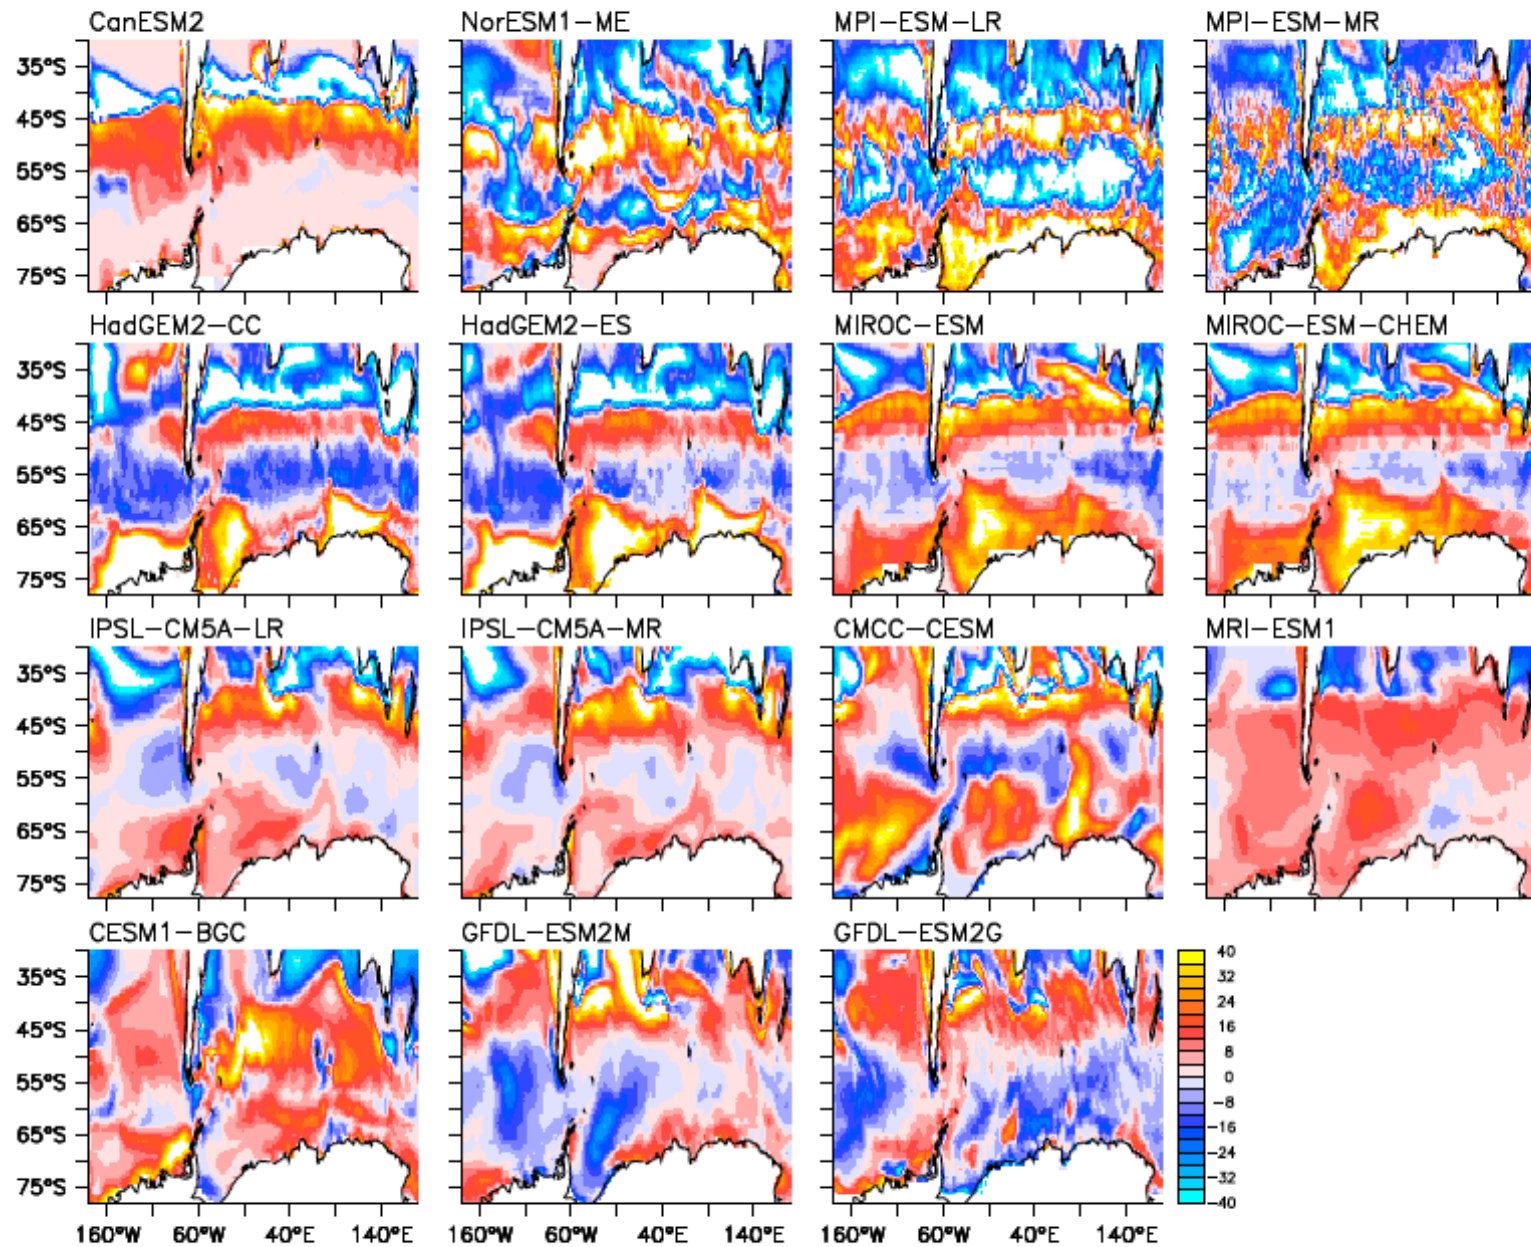 CanESM2 NorESM1-ME MPI-ESM-LR MPI-ESM-MR
35°S
45°S
55°S
65°S
75°S
HadGEM2-CC HadGEM2-ES MIROC-ESM MIROC-ESM-CHEM
35°S
45°S
55°S
65°S
75°S
IPSL-CM5A-LR IPSL-CM5A-MR CMCC-CESM MRI-ESM1
35°S
45°S
55°S
65°S
75°S
CESM1-BGC GFDL-ESM2M GFDL-ESM2G
35°S
45°S
55°S
65°S
75°S
40
32
24
16
8
0
-8
-16
-24
-32
-40
160°W 60°W 40°E 140°E 160°W 60°W 40°E 140°E 160°W 60°W 40°E 140°E